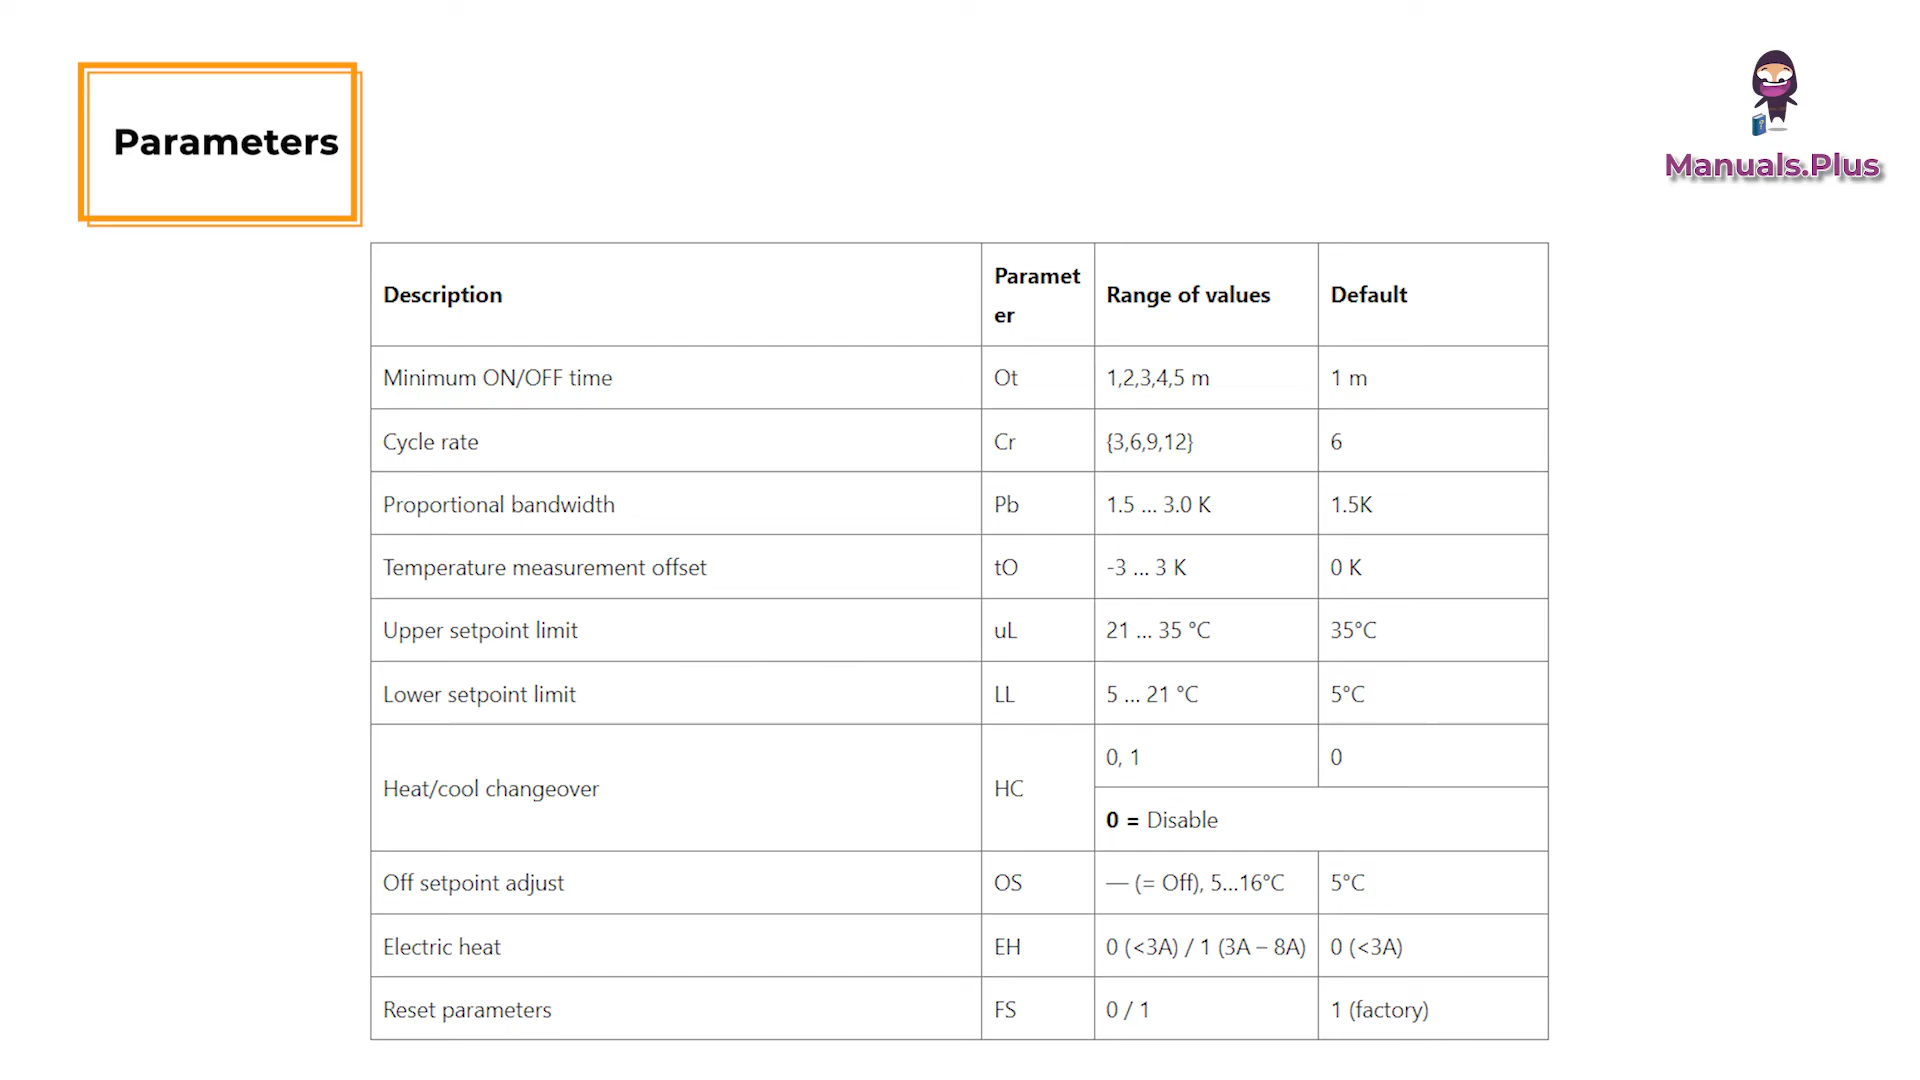 Parameters
Manuals.Plus
Description Paramet er Range of values Default
Minimum ON/OFF time Ot 1,2,3,4,5 m 1 m
Cycle rate Cr {3,6,9,12} 6
Proportional bandwidth Pb 1.5 ... 3.0 K 1.5K
Temperature measurement offset tO -3 ... 3 K 0 K
Upper setpoint limit uL 21 ... 35 °C 35°C
Lower setpoint limit LL 5 ... 21 °C 5°C
Heat/cool changeover HC 0, 1 0
0 = Disable
Off setpoint adjust OS — (= Off), 5...16°C 5°C
Electric heat EH 0 (<3A) / 1 (3A – 8A) 0 (<3A)
Reset parameters FS 0 / 1 1 (factory)